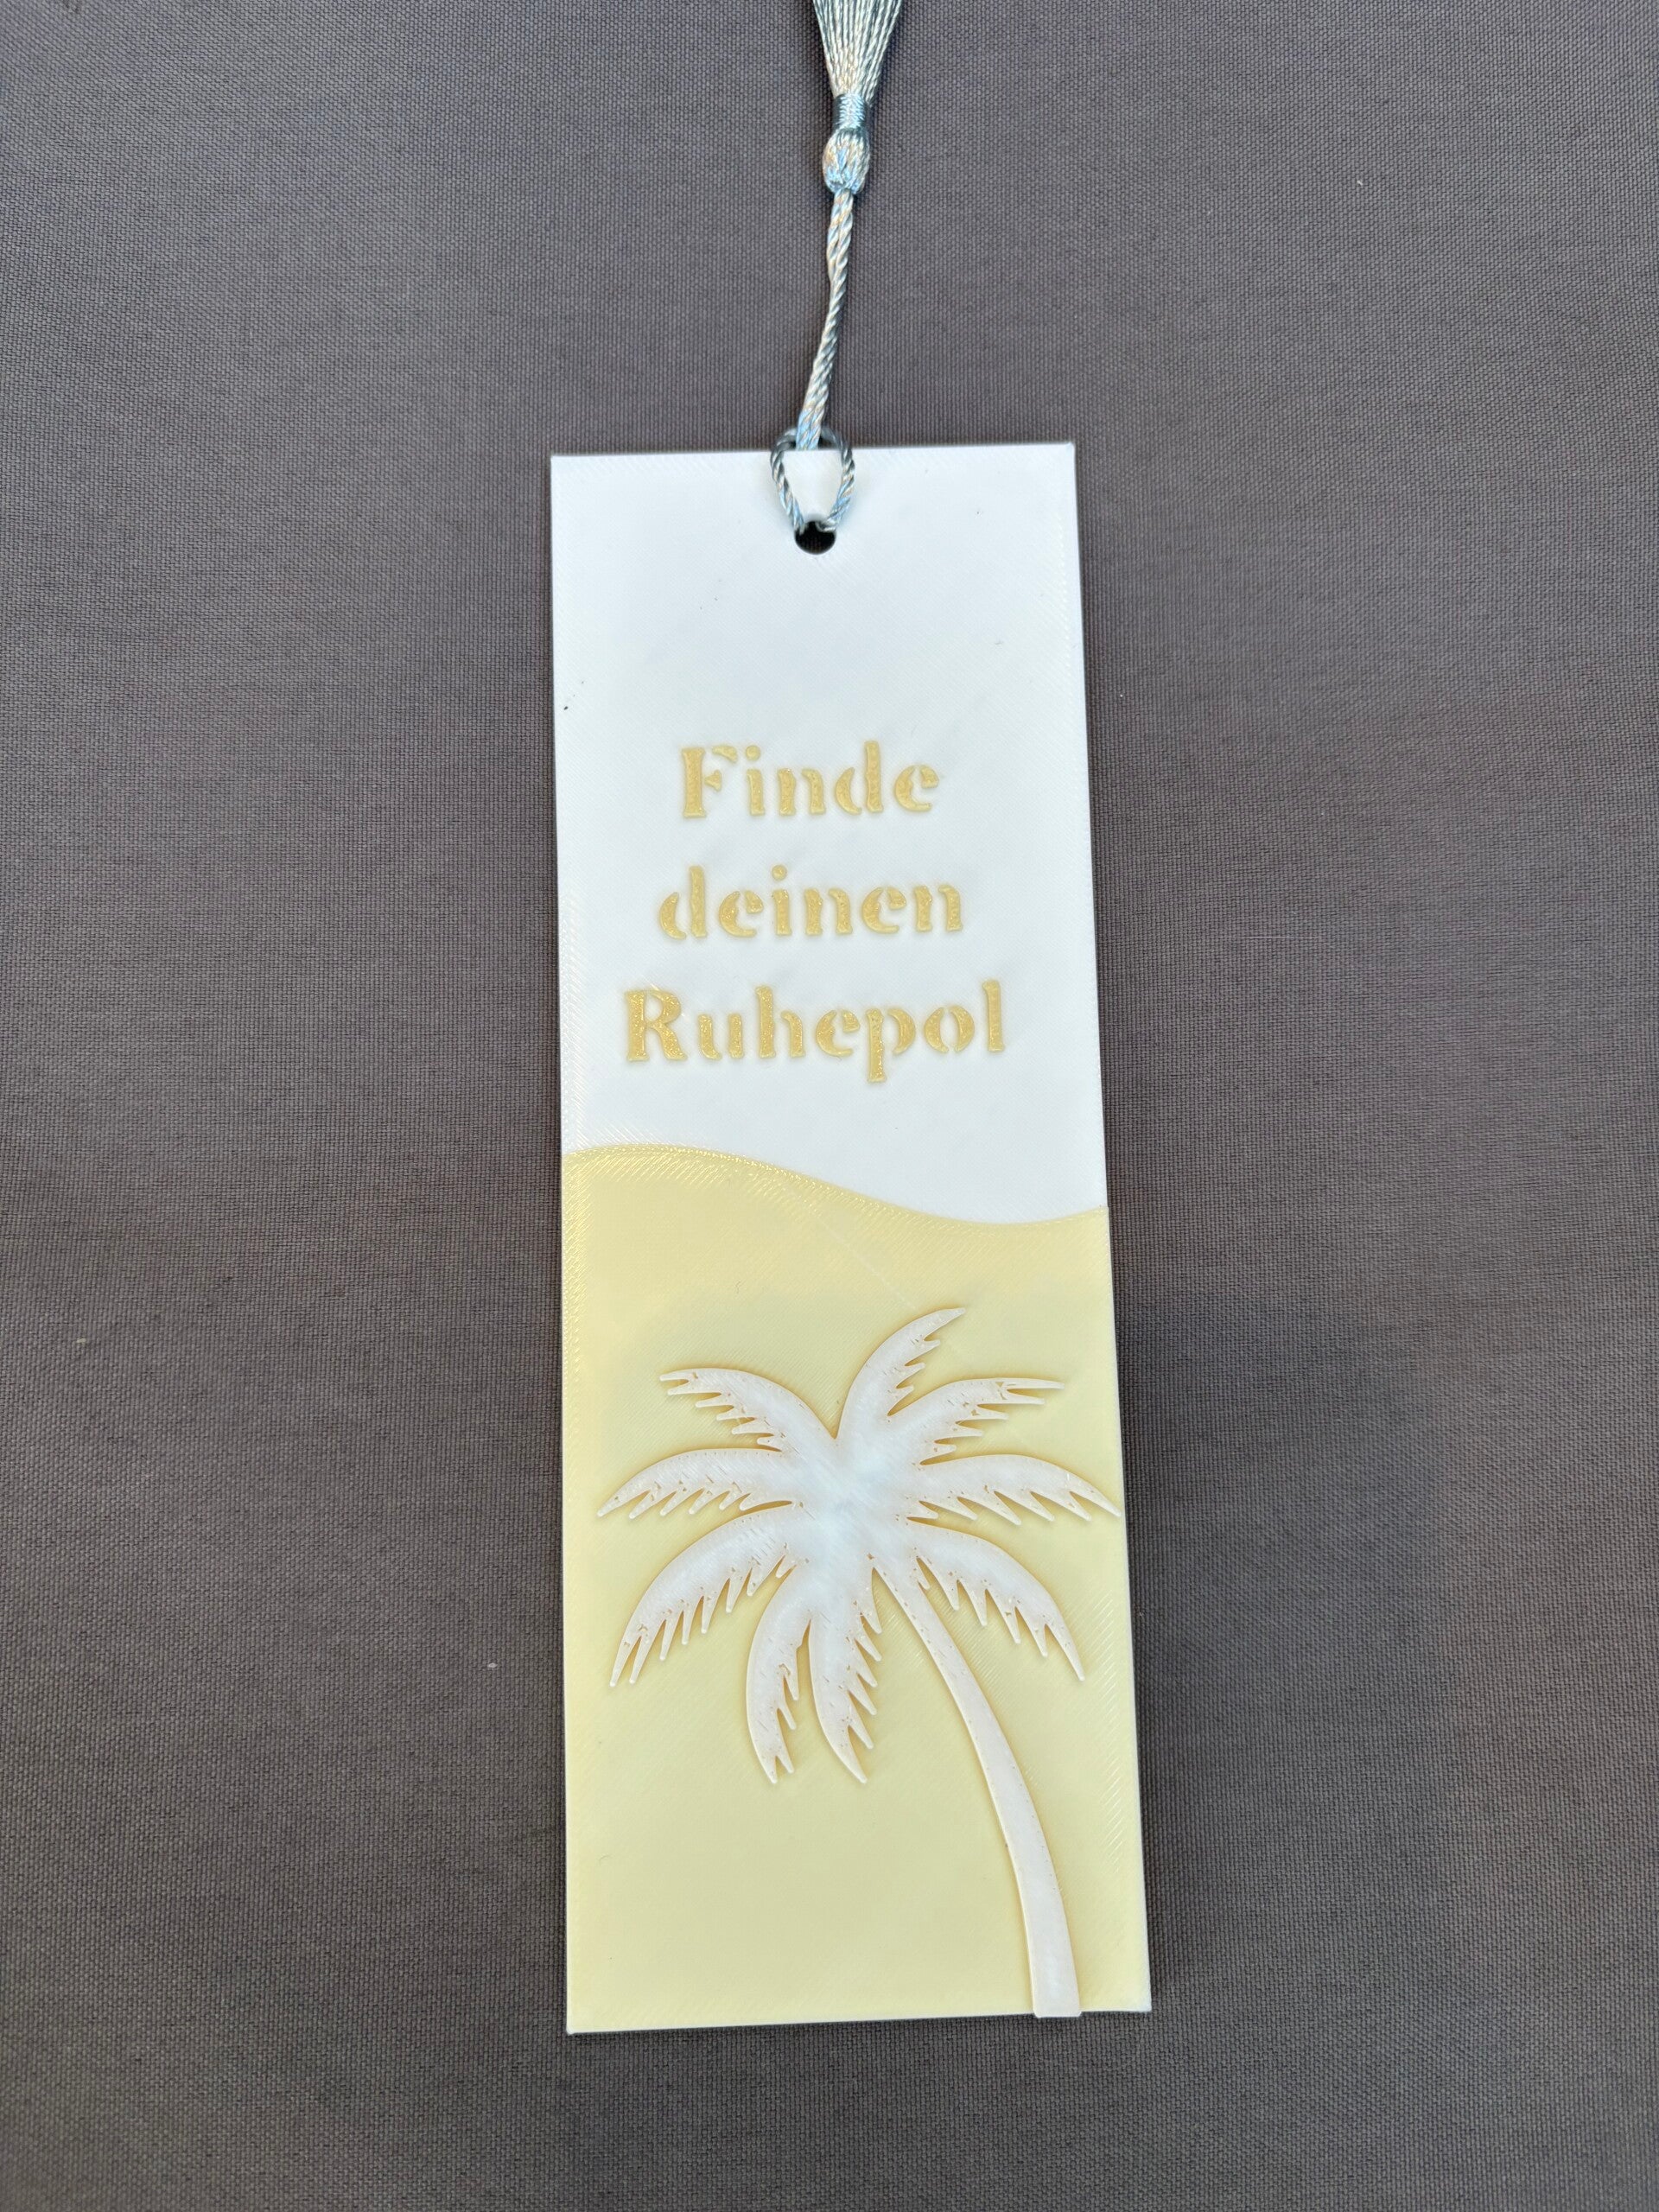 Finde
deinen
Ruhepol